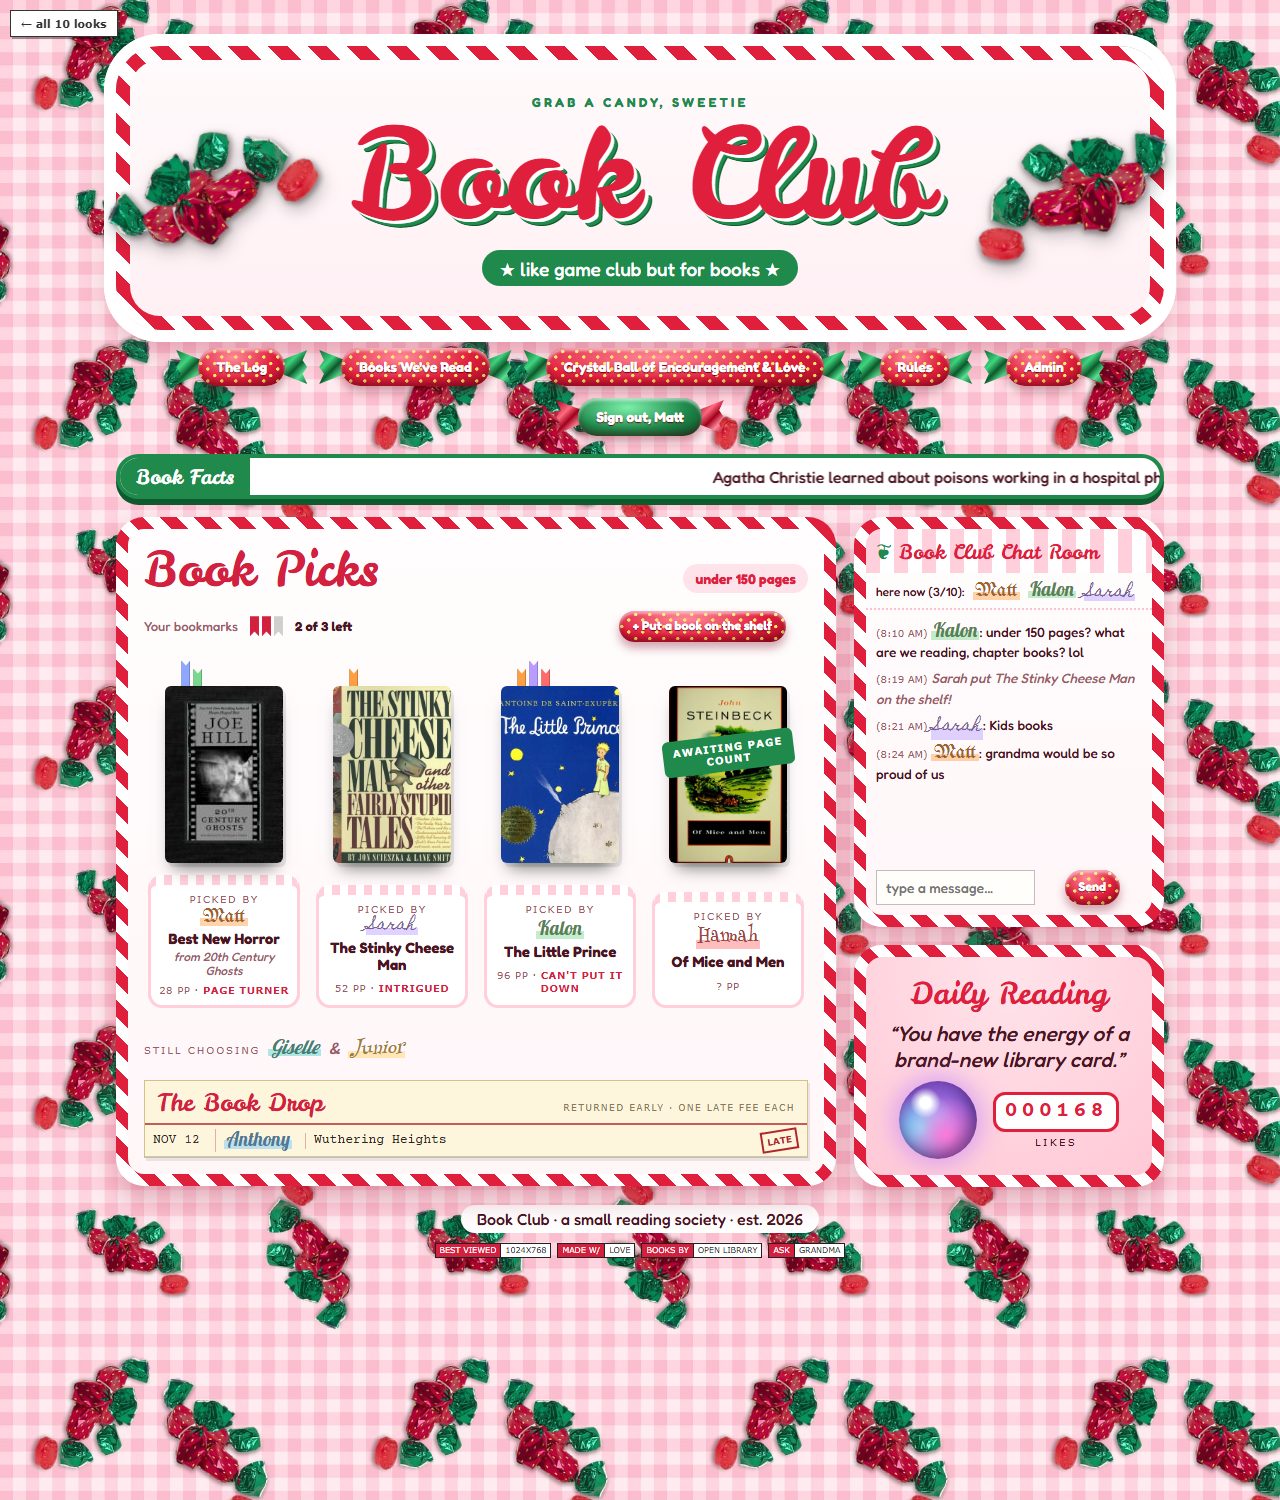 ← all 10 looks
GRAB A CANDY, SWEETIE
Book Club
★ like game club but for books ★
The Log
Books We've Read
Crystal Ball of Encouragement & Love
Rules
Admin
Sign out, Matt
Book Facts
Agatha Christie learned about poisons working in a hospital ph
Book Picks
under 150 pages
Your bookmarks
2 of 3 left
+ Put a book on the shelf
JOE
HILL
20TH
CENTURY
GHOSTS
THE STINKY
CHEESE
MAN and
other
FAIRLY STUPID
TALES
BY JON SCIESZKA & LANE SMIT
ANTOINE DE SAINT-EXUPÉR
The Little Prince
John
STEINBECK
AWAITING PAGE
COUNT
Of Mice and Men
PICKED BY
Matt
Best New Horror
from 20th Century
Ghosts
28 PP · PAGE TURNER
PICKED BY
Sarah
The Stinky Cheese
Man
52 PP · INTRIGUED
PICKED BY
Kalon
The Little Prince
96 PP · CAN'T PUT IT
DOWN
PICKED BY
Hannah
Of Mice and Men
? PP
STILL CHOOSING Giselle & Junior
The Book Drop
RETURNED EARLY · ONE LATE FEE EACH
NOV 12 Anthony Wuthering Heights LATE
❦ Book Club Chat Room
here now (3/10): Matt Kalon Sarah
(8:10 AM) Kalon: under 150 pages? what
are we reading, chapter books? lol
(8:19 AM) Sarah put The Stinky Cheese Man
on the shelf!
(8:21 AM) Sarah: Kids books
(8:24 AM) Matt: grandma would be so
proud of us
type a message...
Send
Daily Reading
“You have the energy of a
brand-new library card.”
000168
LIKES
Book Club · a small reading society · est. 2026
BEST VIEWED 1024X768 MADE W/ LOVE BOOKS BY OPEN LIBRARY ASK GRANDMA